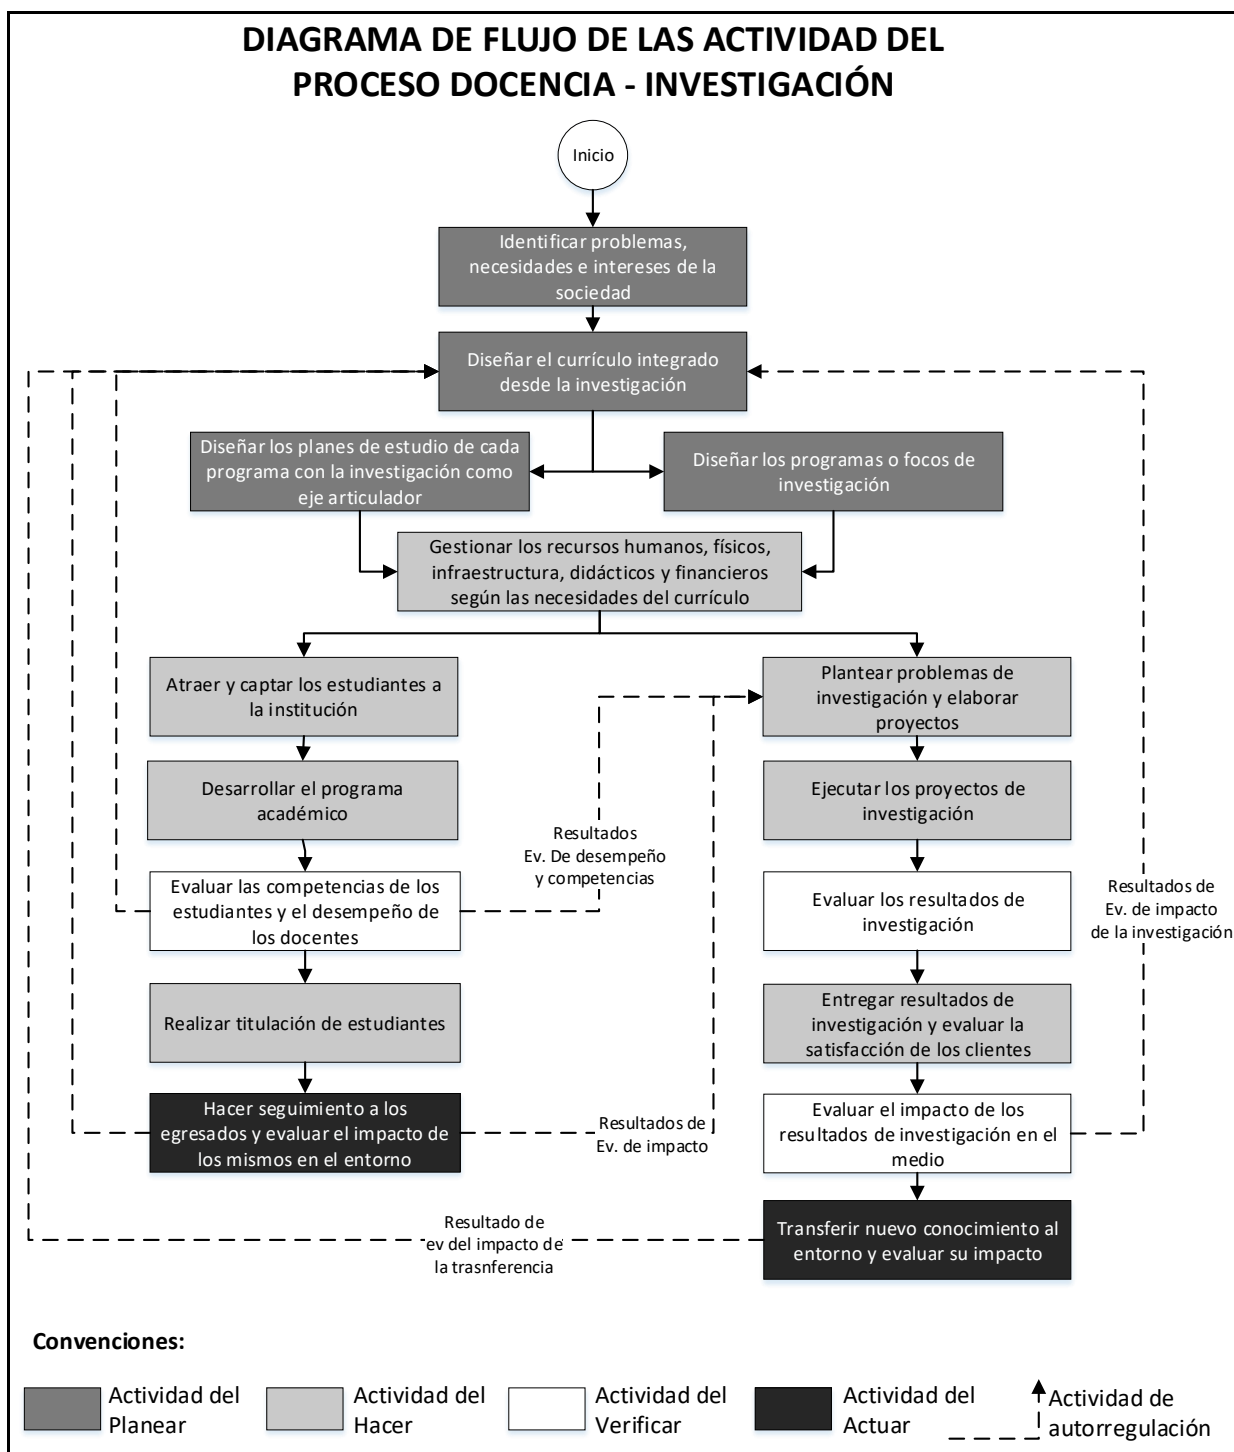 DIAGRAMA DE FLUJO DE LAS ACTIVIDAD DEL
PROCESO DOCENCIA - INVESTIGACIÓN
Inicio
Identificar problemas,
necesidades e intereses de la
sociedad
Diseñar el currículo integrado
desde la investigación
Diseñar los planes de estudio de cada
programa con la investigación como
eje articulador
Diseñar los programas o focos de
investigación
Gestionar los recursos humanos, físicos,
infraestructura, didácticos y financieros
según las necesidades del currículo
Atraer y captar los estudiantes a
la institución
Plantear problemas de
investigación y elaborar
proyectos
Desarrollar el programa
académico
Ejecutar los proyectos de
investigación
Resultados
Ev. De desempeño
y competencias
Evaluar las competencias de los
estudiantes y el desempeño de
los docentes
Evaluar los resultados de
investigación
Resultados de
Ev. de impacto
de la investigación
Realizar titulación de estudiantes
Entregar resultados de
investigación y evaluar la
satisfacción de los clientes
Hacer seguimiento a los
egresados y evaluar el impacto de
los mismos en el entorno
Resultados de
Ev. de impacto
Evaluar el impacto de los
resultados de investigación en el
medio
Resultado de
ev del impacto de
la trasnferencia
Transferir nuevo conocimiento al
entorno y evaluar su impacto
Convenciones:
Actividad del
Planear
Actividad del
Hacer
Actividad del
Verificar
Actividad del
Actuar
Actividad de
autorregulación